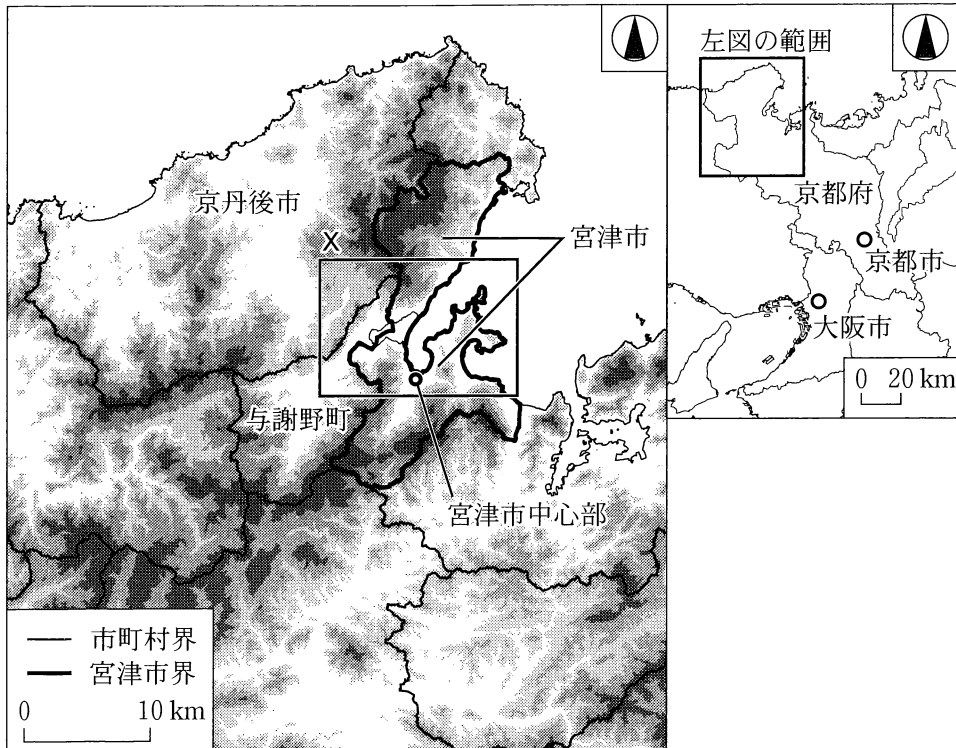 左図の範囲
京丹後市
宮津市
X
与謝野町
宮津市中心部
市町村界
宮津市界
0 10 km
京都府
京都市
大阪市
0 20 km